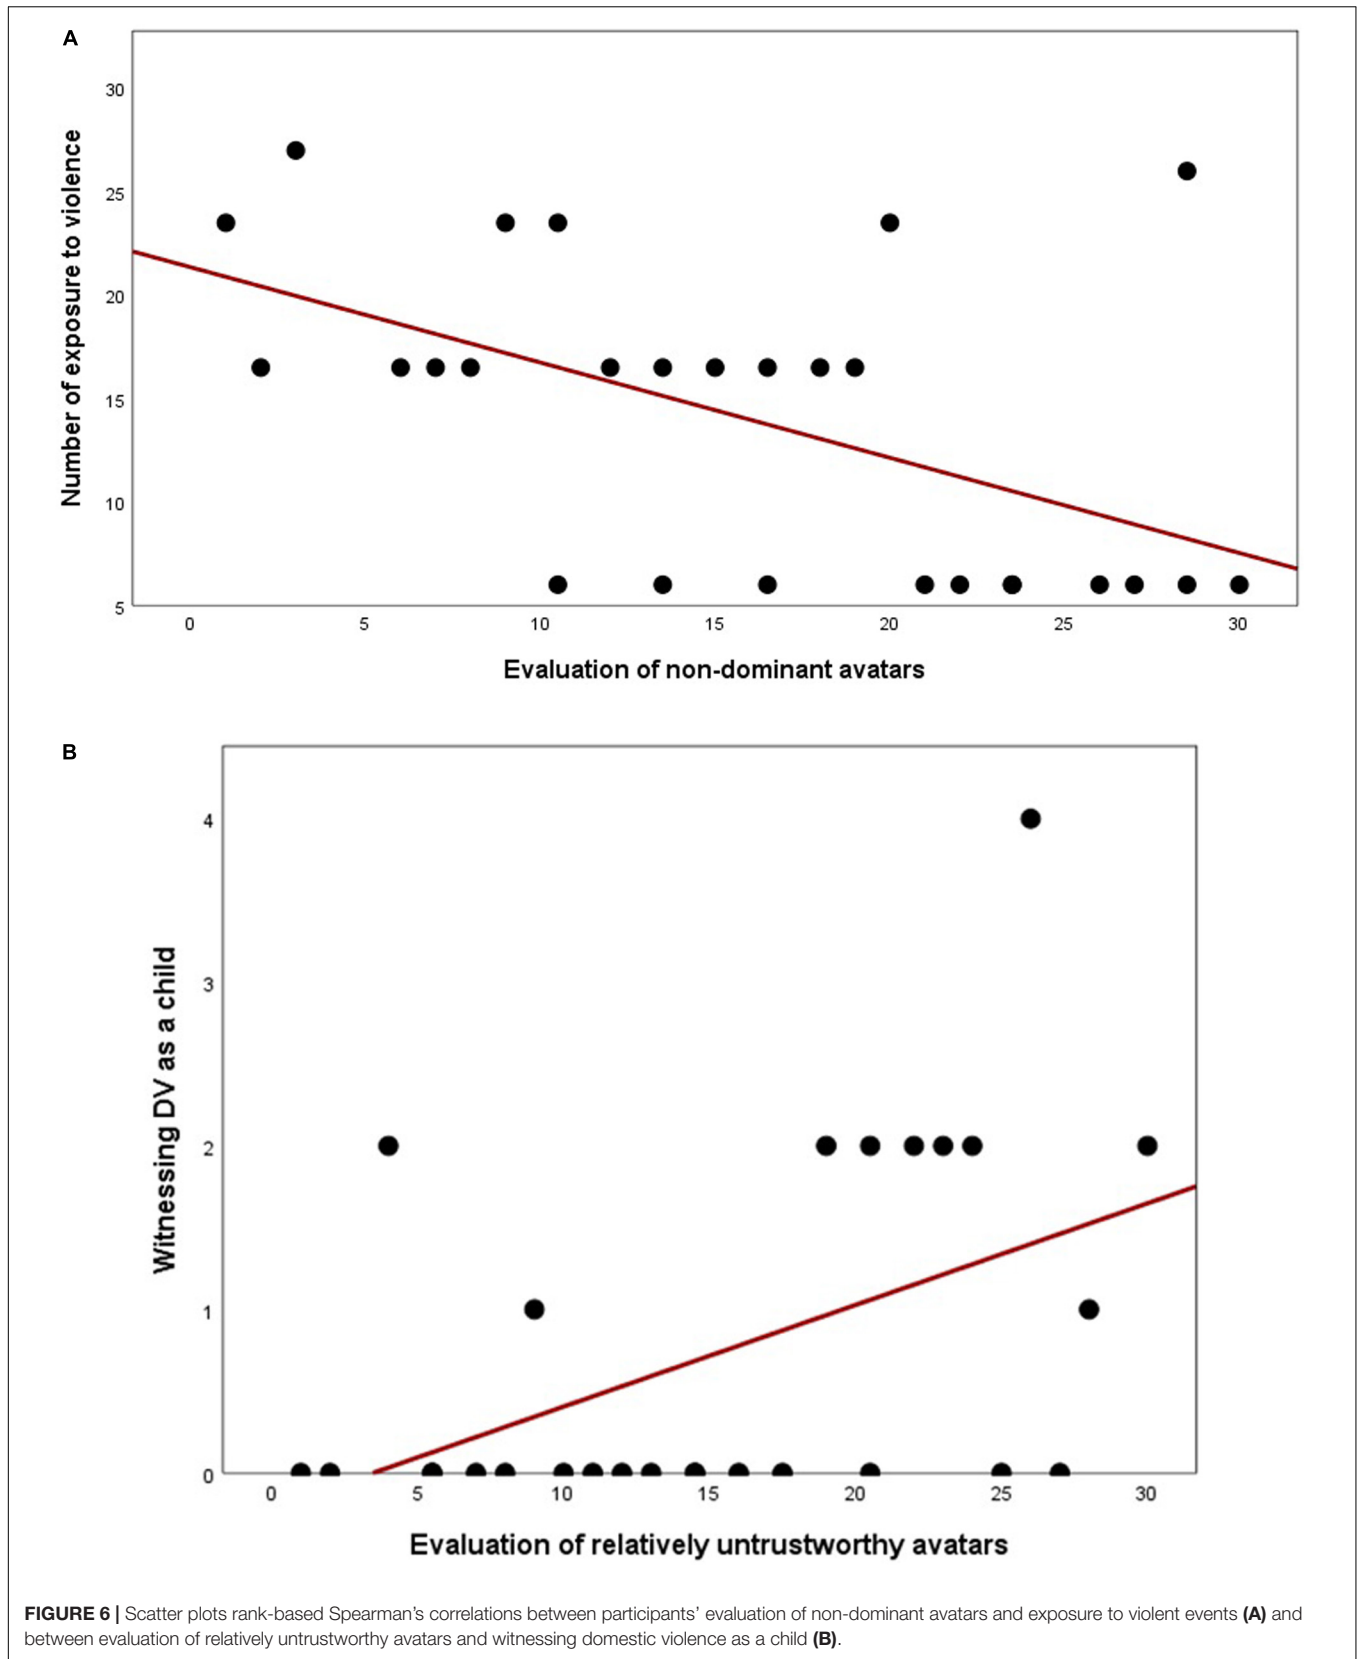 A
30
25
20
15
10
5
Number of exposure to violence
0 5 10 15 20 25 30
Evaluation of non-dominant avatars
B
4
3
2
1
0
Witnessing DV as a child
0 5 10 15 20 25 30
Evaluation of relatively untrustworthy avatars
FIGURE 6 | Scatter plots rank-based Spearman's correlations between participants' evaluation of non-dominant avatars and exposure to violent events (A) and
between evaluation of relatively untrustworthy avatars and witnessing domestic violence as a child (B).